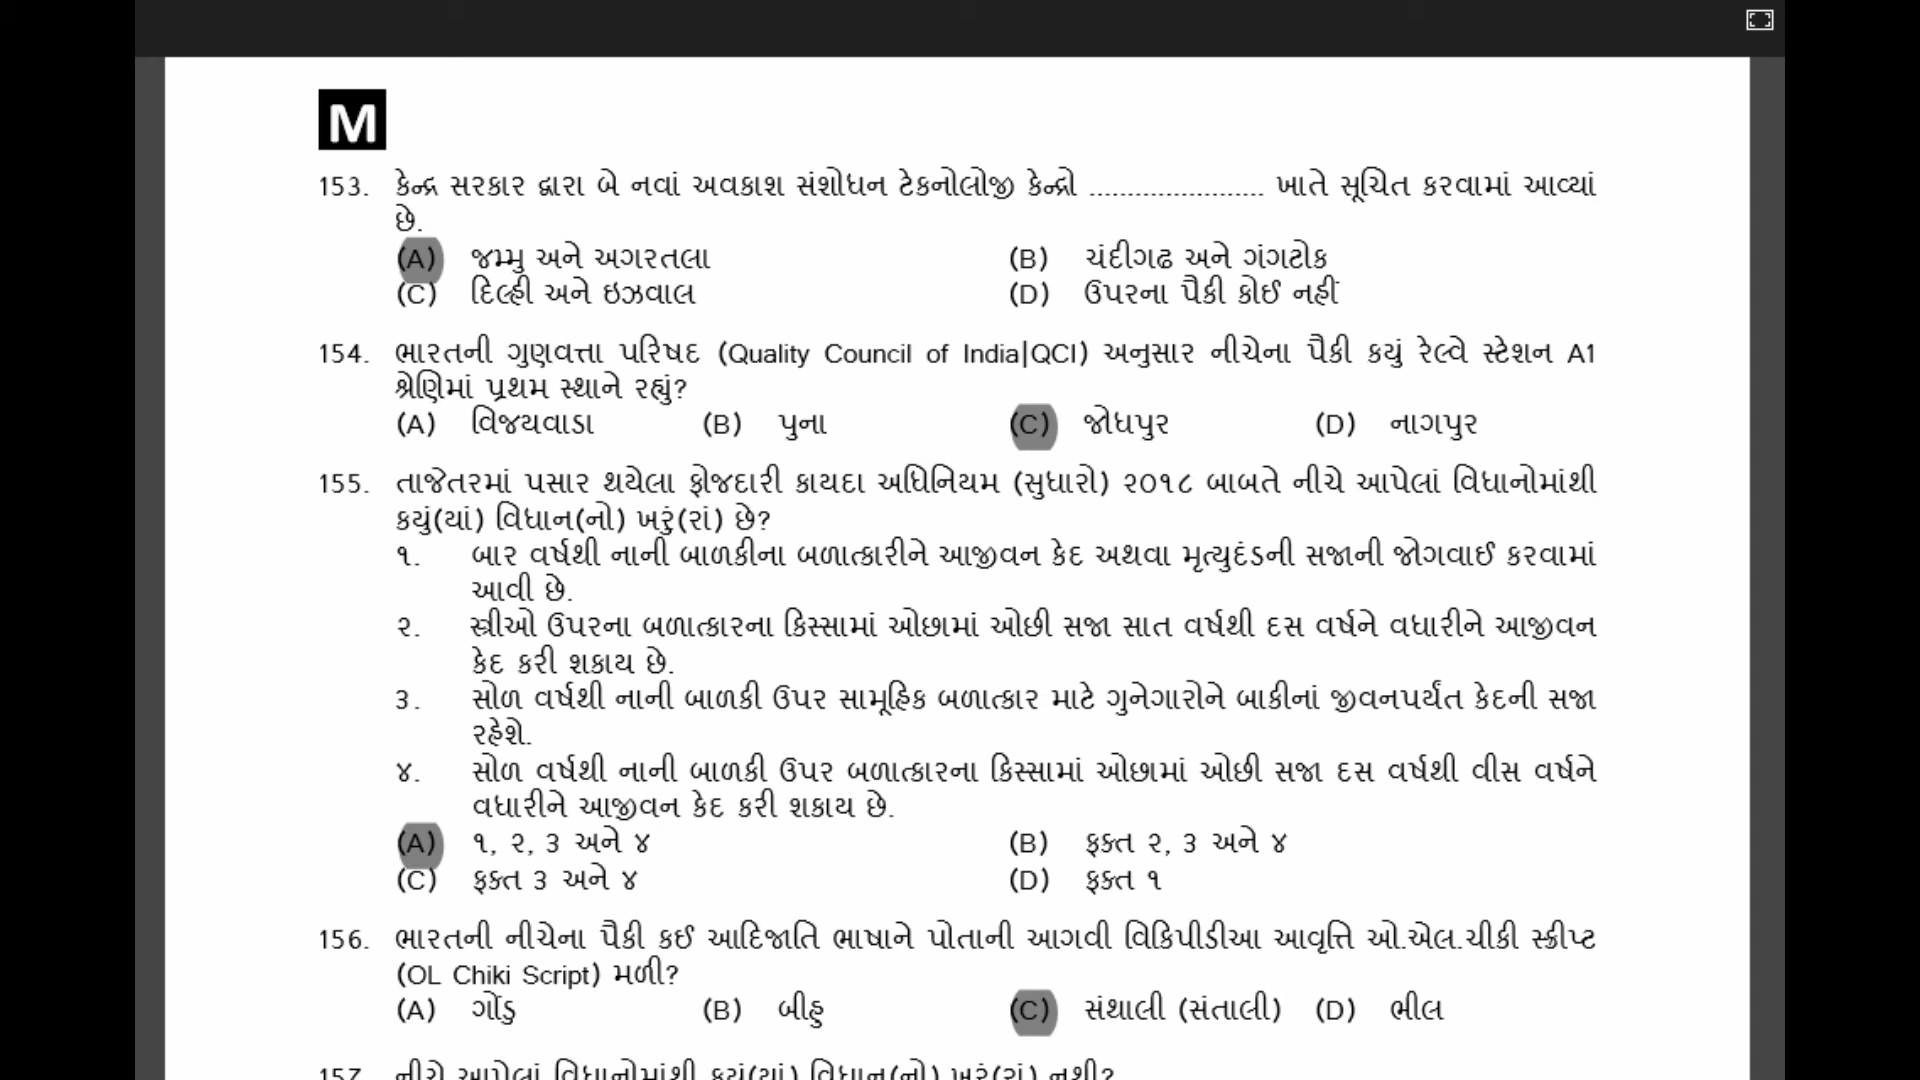 M
153. કેન્દ્ર સરકાર દ્વારા બે નવાં અવકાશ સંશોધન ટેકનોલોજી કેન્દ્રો ....................... ખાતે સૂચિત કરવામાં આવ્યાં
છે.
(A) જમ્મુ અને અગરતલા (B) ચંદીગઢ અને ગંગટોક
(C) દિલ્હી અને ઇઝવાલ (D) ઉપરના પૈકી કોઈ નહીં
154. ભારતની ગુણવત્તા પરિષદ (Quality Council of India|QCI) અનુસાર નીચેના પૈકી કયું રેલ્વે સ્ટેશન A1
શ્રેણિમાં પ્રથમ સ્થાને રહ્યું?
(A) વિજયવાડા (B) પુના (C) જોધપુર (D) નાગપુર
155. તાજેતરમાં પસાર થયેલા ફોજદારી કાયદા અધિનિયમ (સુધારો) ૨૦૧૮ બાબતે નીચે આપેલાં વિધાનોમાંથી
કયું(યાં) વિધાન(નો) ખરું(રાં) છે?
૧. બાર વર્ષથી નાની બાળકીના બળાત્કારીને આજીવન કેદ અથવા મૃત્યુદંડની સજાની જોગવાઈ કરવામાં
આવી છે.
૨. સ્ત્રીઓ ઉપરના બળાત્કારના કિસ્સામાં ઓછામાં ઓછી સજા સાત વર્ષથી દસ વર્ષને વધારીને આજીવન
કેદ કરી શકાય છે.
૩. સોળ વર્ષથી નાની બાળકી ઉપર સામૂહિક બળાત્કાર માટે ગુનેગારોને બાકીનાં જીવનપર્યંત કેદની સજા
રહેશે.
૪. સોળ વર્ષથી નાની બાળકી ઉપર બળાત્કારના કિસ્સામાં ઓછામાં ઓછી સજા દસ વર્ષથી વીસ વર્ષને
વધારીને આજીવન કેદ કરી શકાય છે.
(A) ૧, ૨, ૩ અને ૪ (B) ફક્ત ૨, ૩ અને ૪
(C) ફક્ત ૩ અને ૪ (D) ફક્ત ૧
156. ભારતની નીચેના પૈકી કઈ આદિજાતિ ભાષાને પોતાની આગવી વિકિપીડીઆ આવૃત્તિ ઓ.એલ.ચીકી સ્ક્રીપ્ટ
(OL Chiki Script) મળી?
(A) ગોંડુ (B) બીહુ (C) સંથાલી (સંતાલી) (D) ભીલ
157. નીચે આપેલાં વિધાનોમાંથી કયું(યાં) વિધાન(નો) ખરું(રાં) નથી?